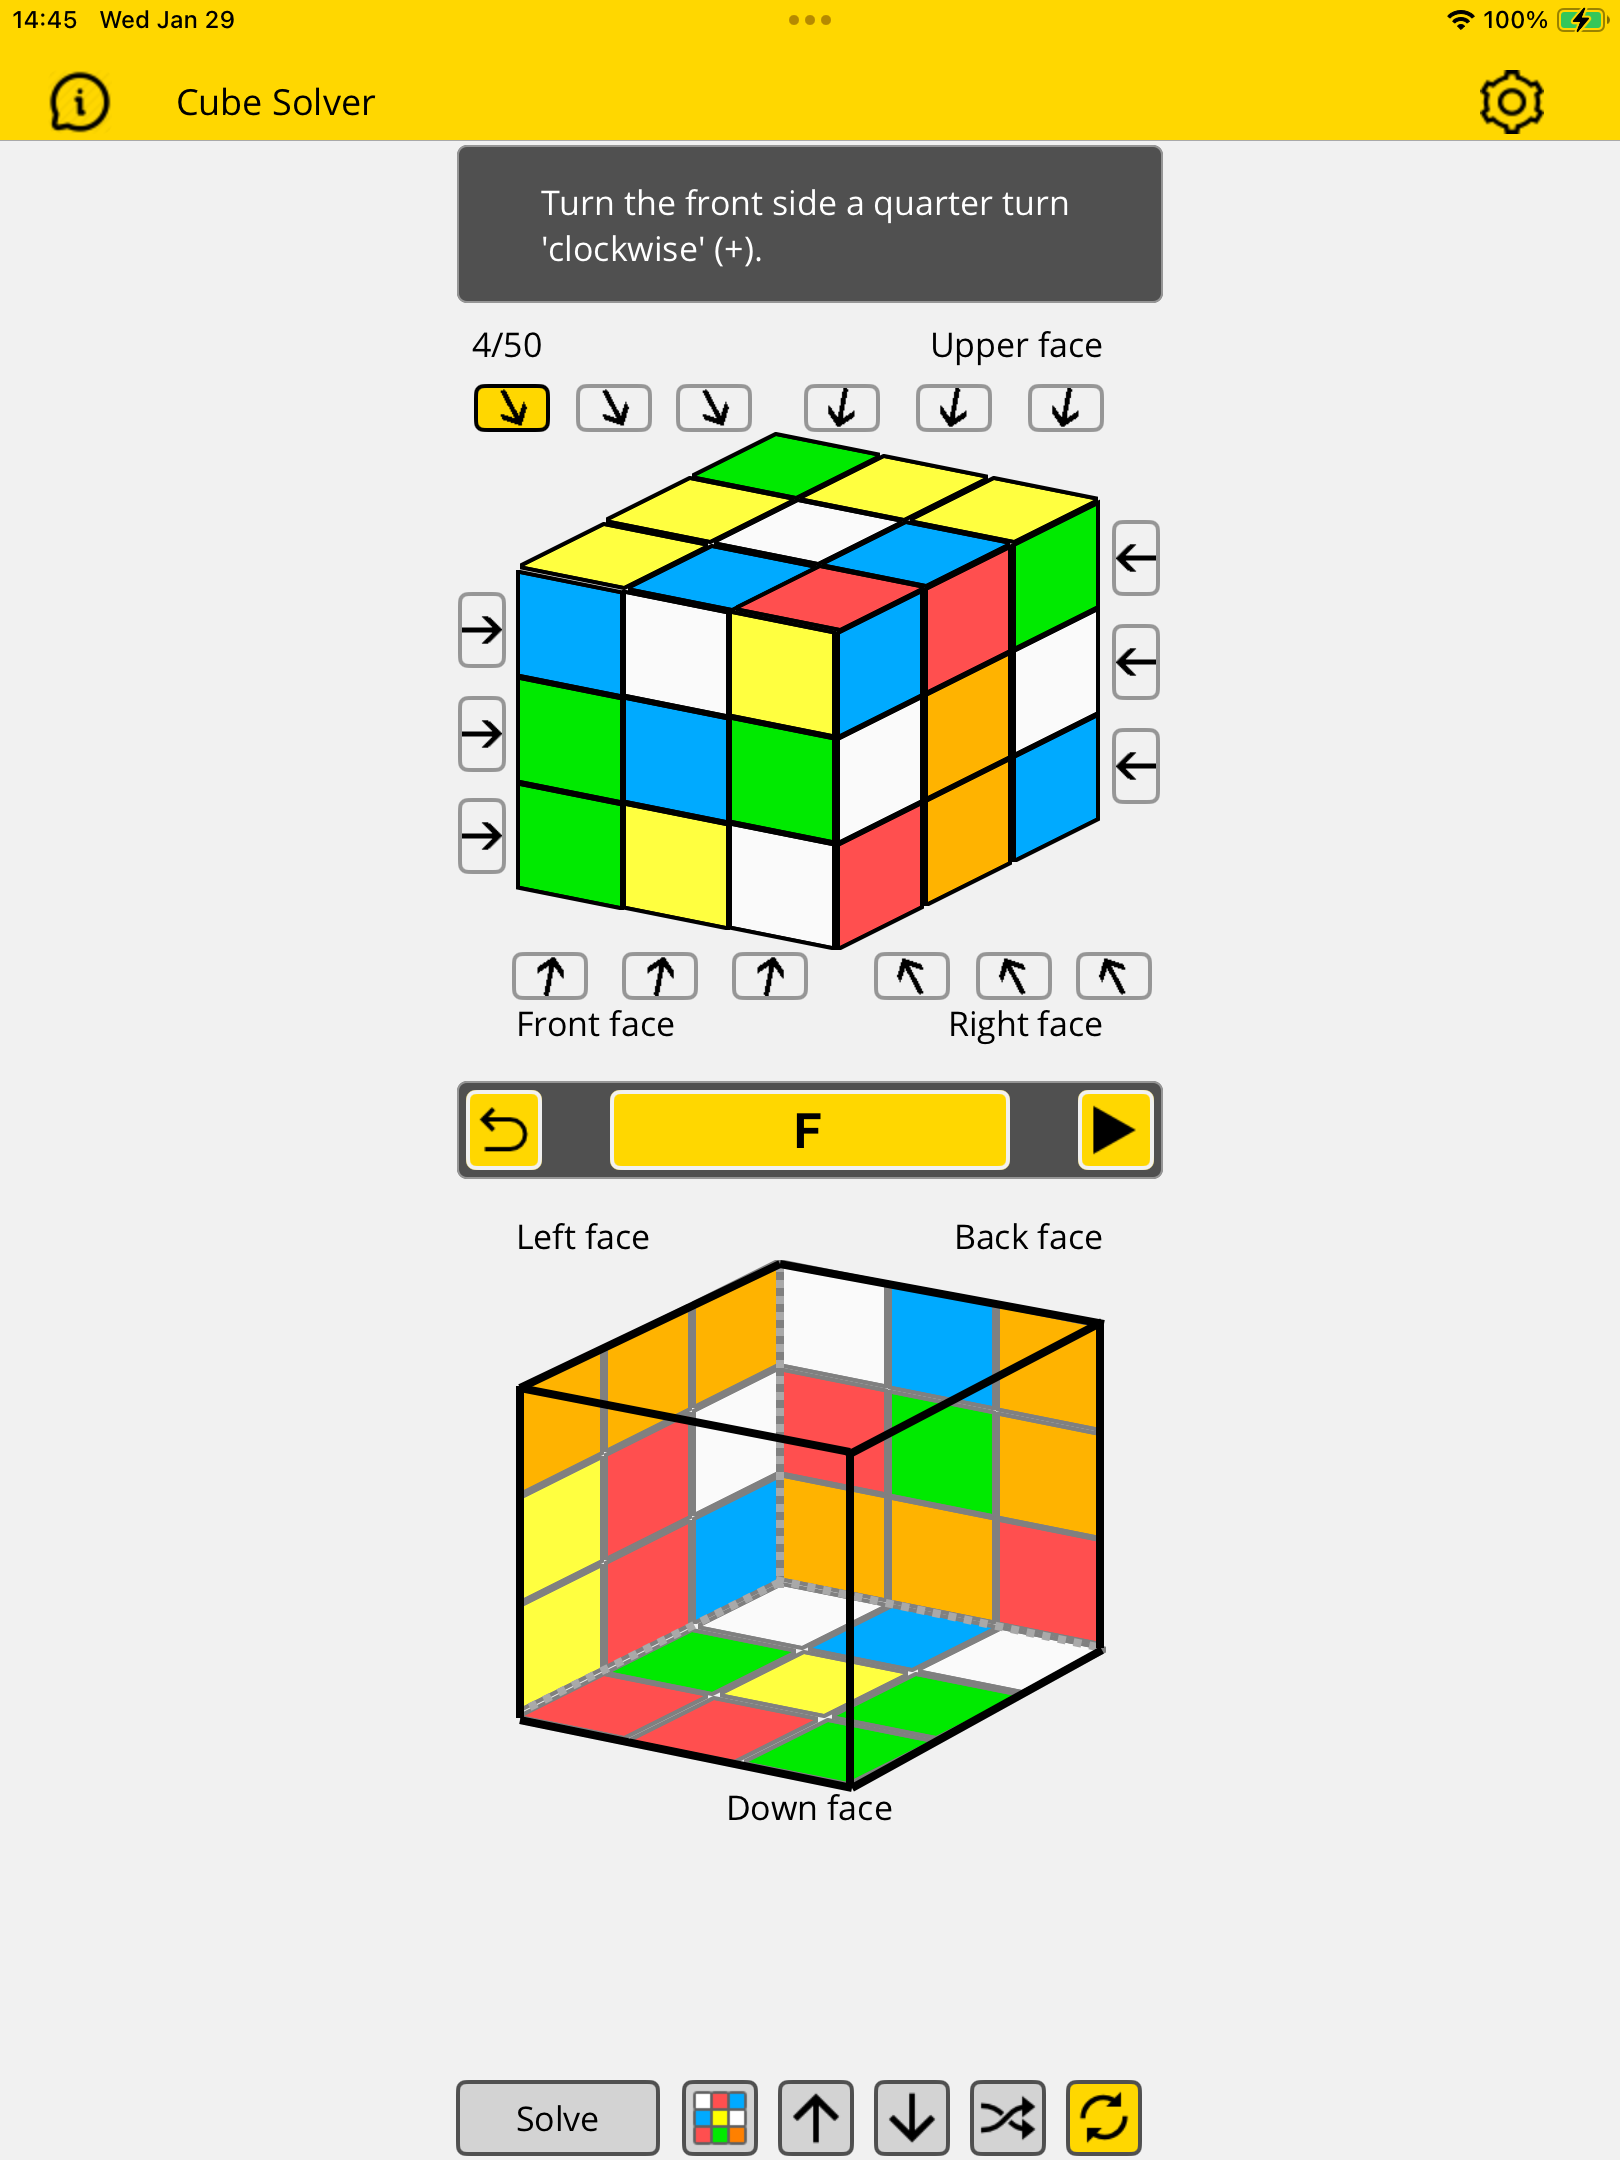 14:45 Wed Jan 29
100%
Cube Solver
Turn the front side a quarter turn
'clockwise' (+).
4/50
Upper face
Front face
Right face
F
Left face
Back face
Down face
Solve